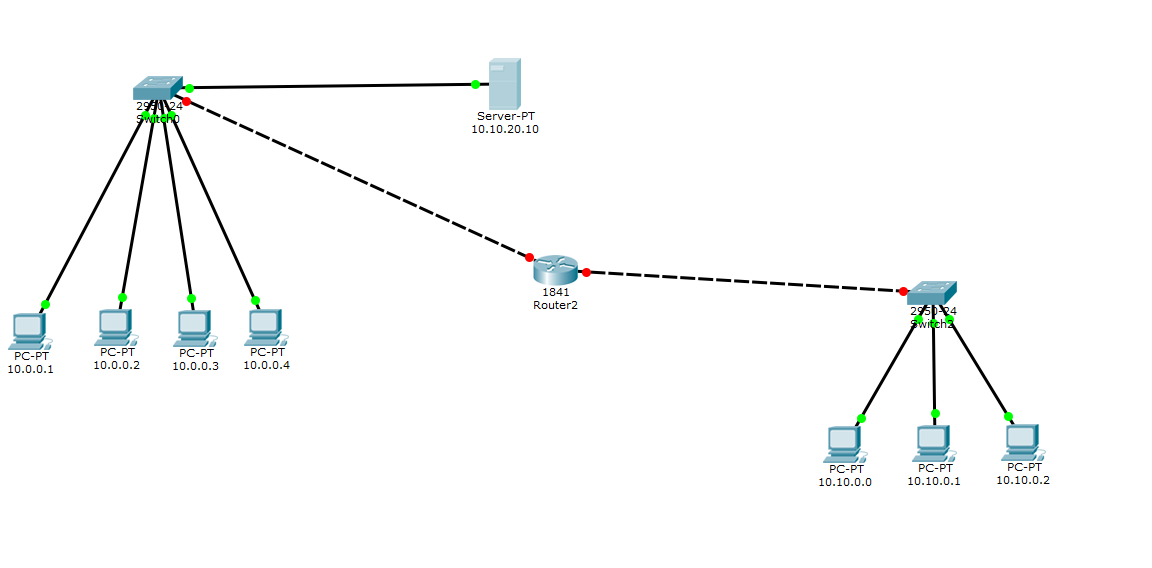 2950-24
Switch0
Server-PT
10.10.20.10
1841
Router2
2950-24
Switch2
PC-PT
10.0.0.1
PC-PT
10.0.0.2
PC-PT
10.0.0.3
PC-PT
10.0.0.4
PC-PT
10.10.0.0
PC-PT
10.10.0.1
PC-PT
10.10.0.2